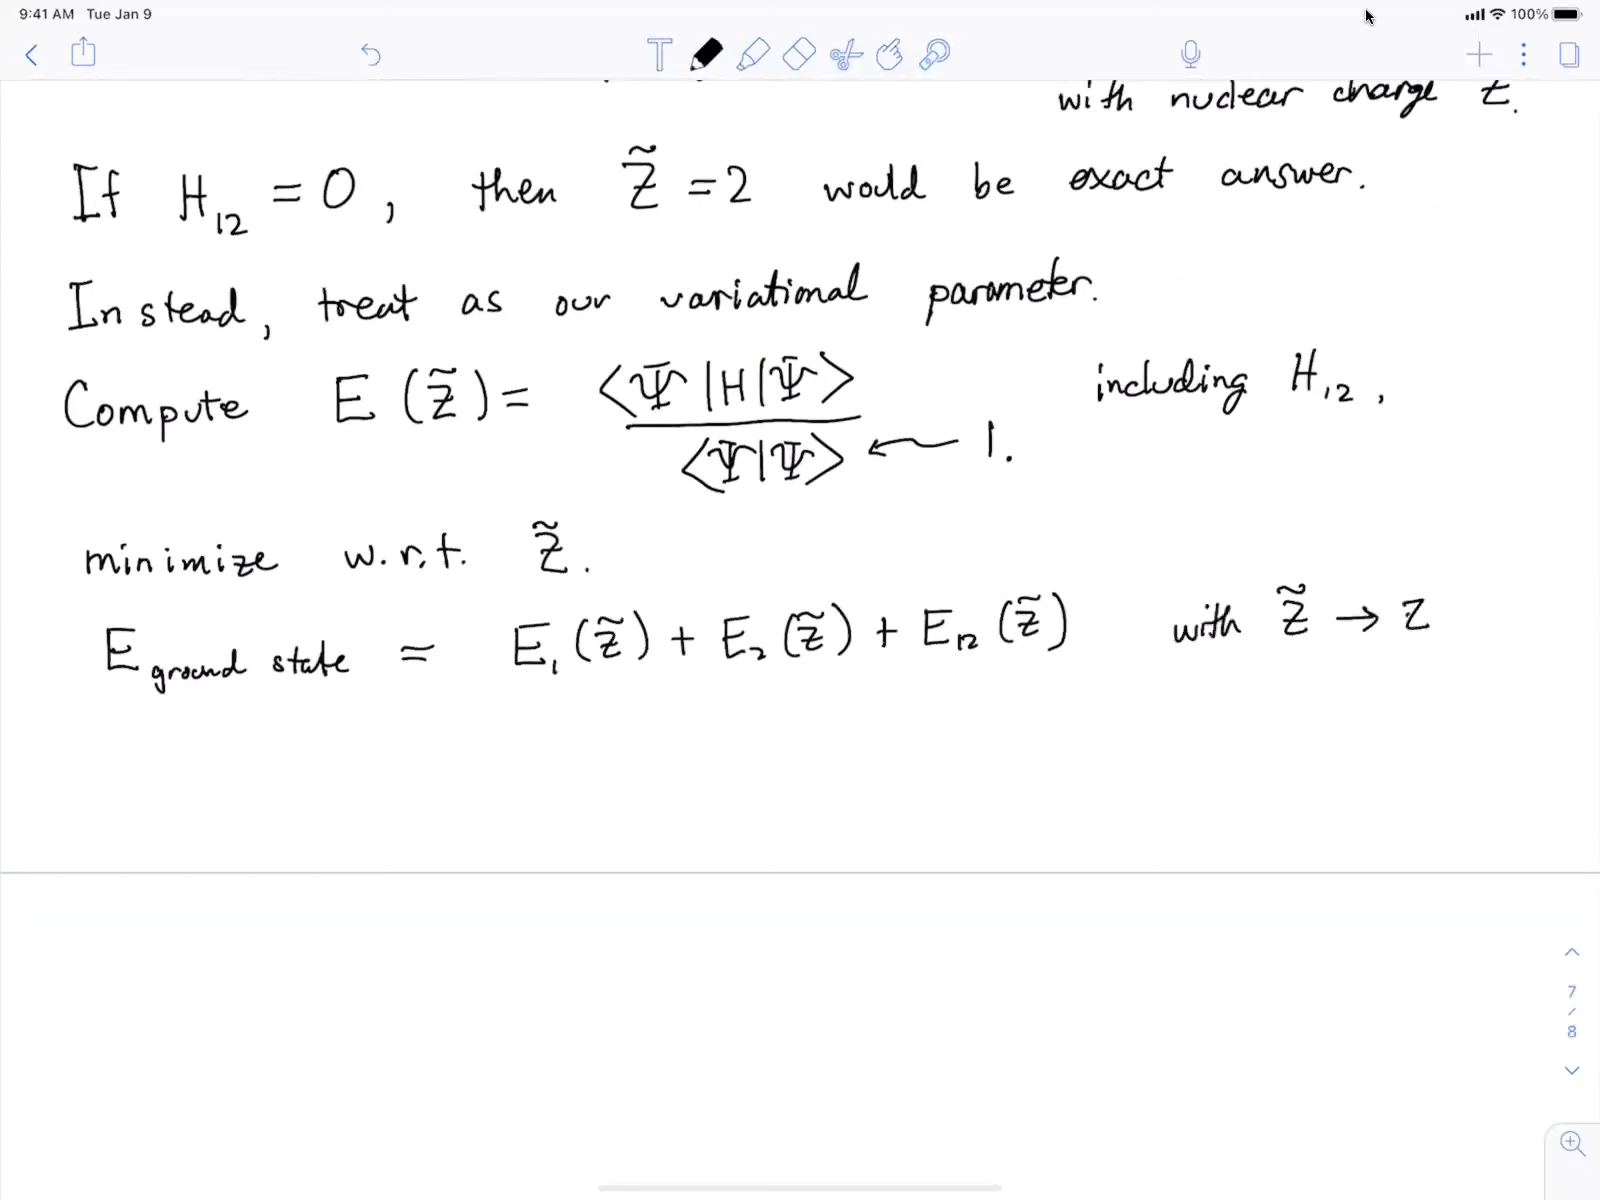 9:41 AM Tue Jan 9
100%
with nuclear charge Z.
If H₁₂ = 0, then Z̃ = 2 would be exact answer.
Instead, treat as our variational parameter.
Compute E(Z̃) = <Ψ|H|Ψ> / <Ψ|Ψ> ← 1. including H₁₂,
minimize w.r.t. Z̃.
E ground state = E₁(Z̃) + E₂(Z̃) + E₁₂(Z̃) with Z̃ → Z
7
/
8